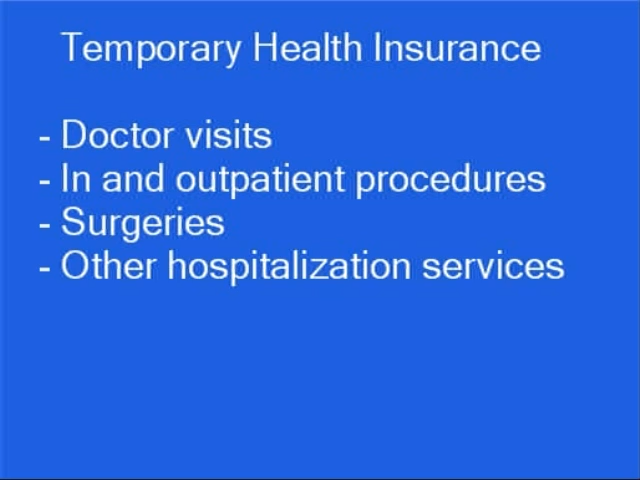 Temporary Health Insurance
- Doctor visits
- In and outpatient procedures
- Surgeries
- Other hospitalization services